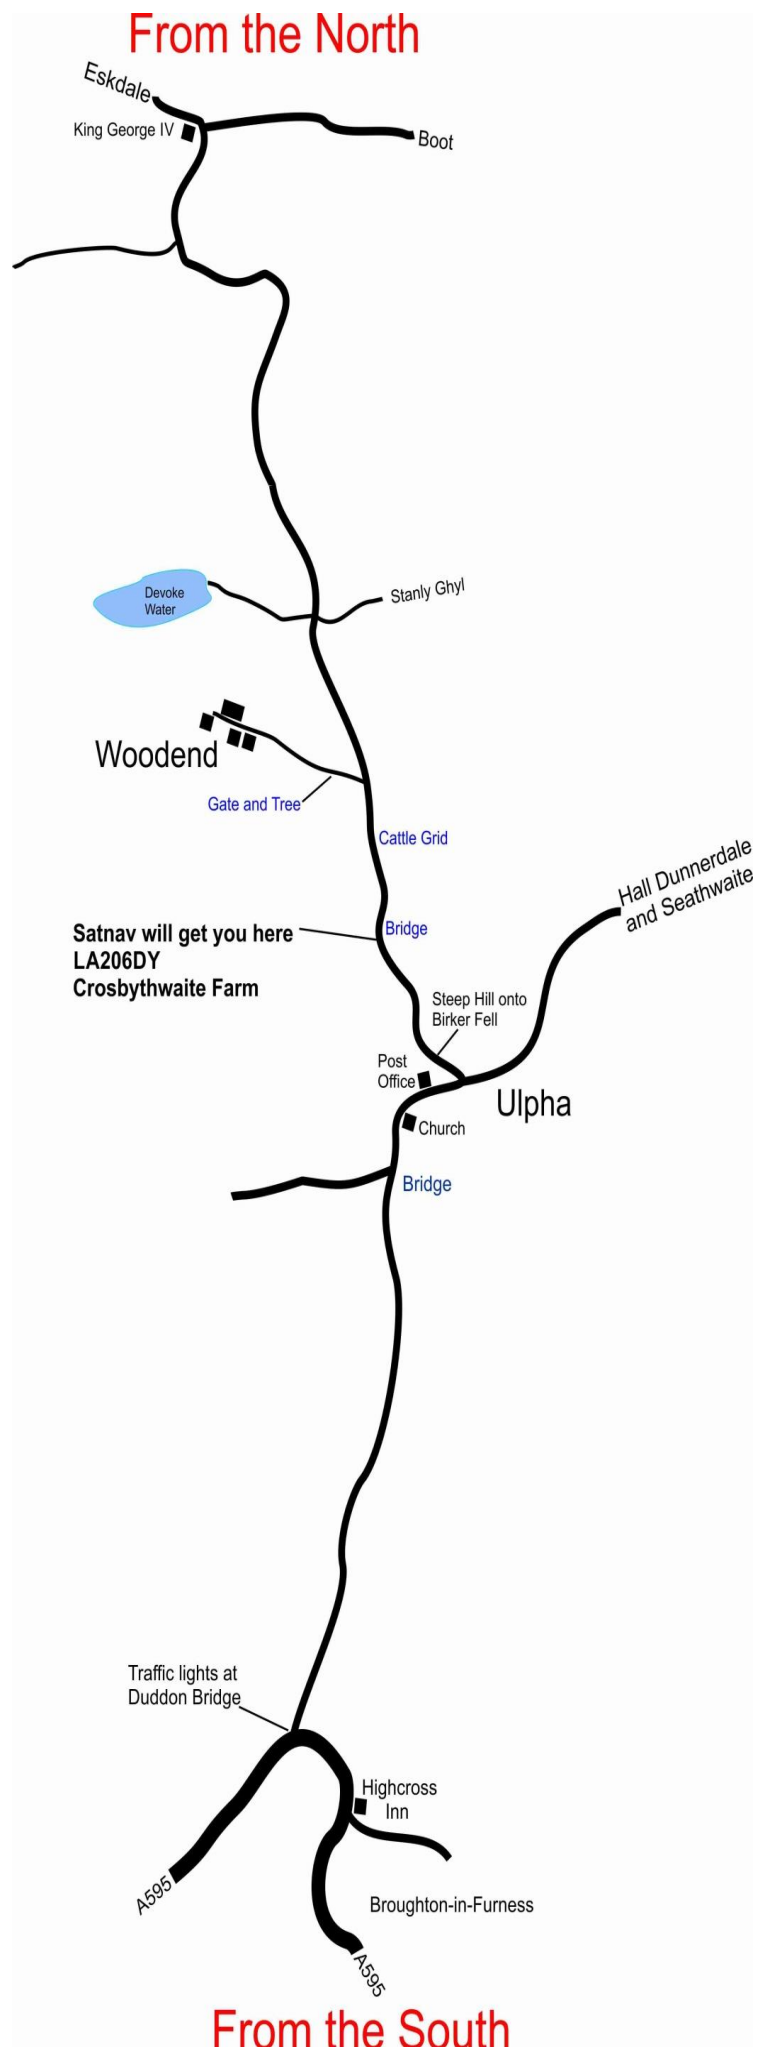 From the North
Eskdale
King George IV
Boot
Devoke
Water
Stanly Ghyl
Woodend
Gate and Tree
Cattle Grid
Hall Dunnerdale
and Seathwaite
Satnav will get you here
LA206DY
Crosbythwaite Farm
Bridge
Steep Hill onto
Birker Fell
Post
Office
Ulpha
Church
Bridge
Traffic lights at
Duddon Bridge
Highcross
Inn
A595
Broughton-in-Furness
A595
From the South